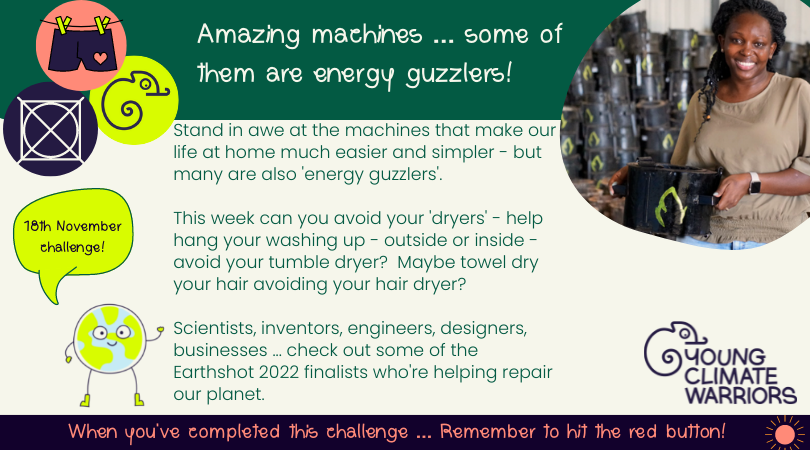 Amazing machines ... some of
them are energy guzzlers!
Stand in awe at the machines that make our
life at home much easier and simpler - but
many are also 'energy guzzlers'.
This week can you avoid your 'dryers' - help
hang your washing up - outside or inside -
avoid your tumble dryer?  Maybe towel dry
your hair avoiding your hair dryer?
Scientists, inventors, engineers, designers,
businesses ... check out some of the
Earthshot 2022 finalists who're helping repair
our planet.
18th November
challenge!
YOUNG
CLIMATE
WARRIORS
When you've completed this challenge ... Remember to hit the red button!